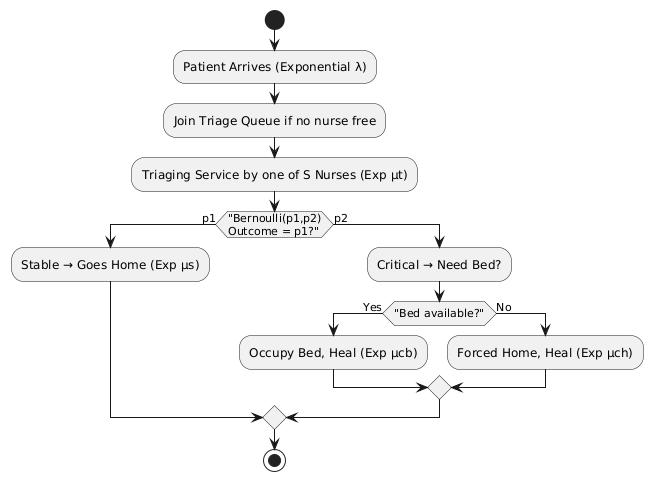 Patient Arrives (Exponential λ)
Join Triage Queue if no nurse free
Triaging Service by one of S Nurses (Exp μt)
p1
"Bernoulli(p1,p2)
Outcome = p1?"
p2
Stable → Goes Home (Exp μs)
Critical → Need Bed?
Yes
"Bed available?"
No
Occupy Bed, Heal (Exp μcb)
Forced Home, Heal (Exp μch)